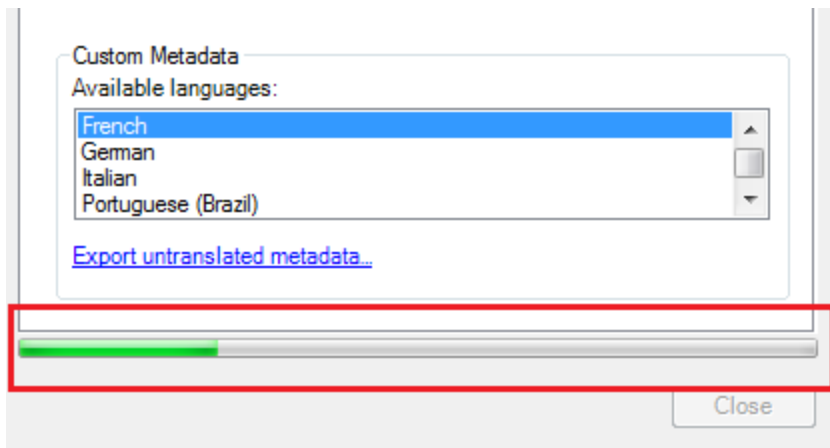 Custom Metadata
Available languages:
French
German
Italian
Portuguese (Brazil)
Export untranslated metadata...
Close